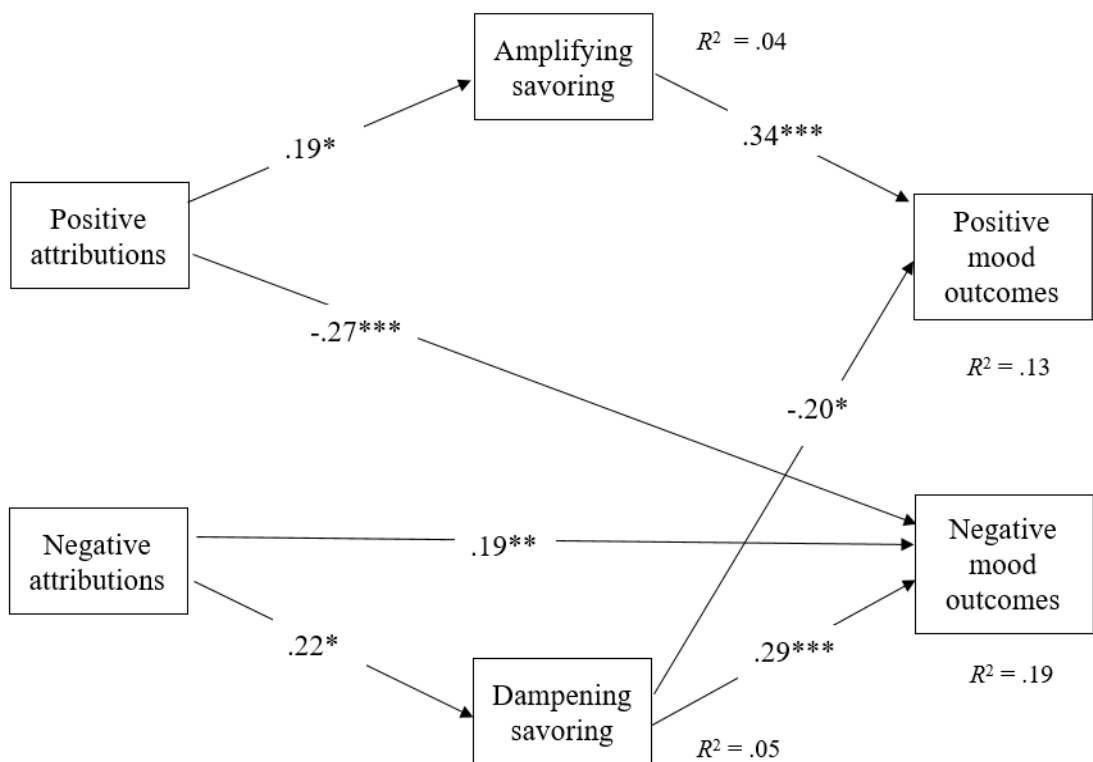 Amplifying
savoring
R² = .04
.19*
.34***
Positive
attributions
Positive
mood
outcomes
-.27***
R² = .13
-.20*
Negative
attributions
.19**
Negative
mood
outcomes
.22*
.29***
Dampening
savoring
R² = .19
R² = .05